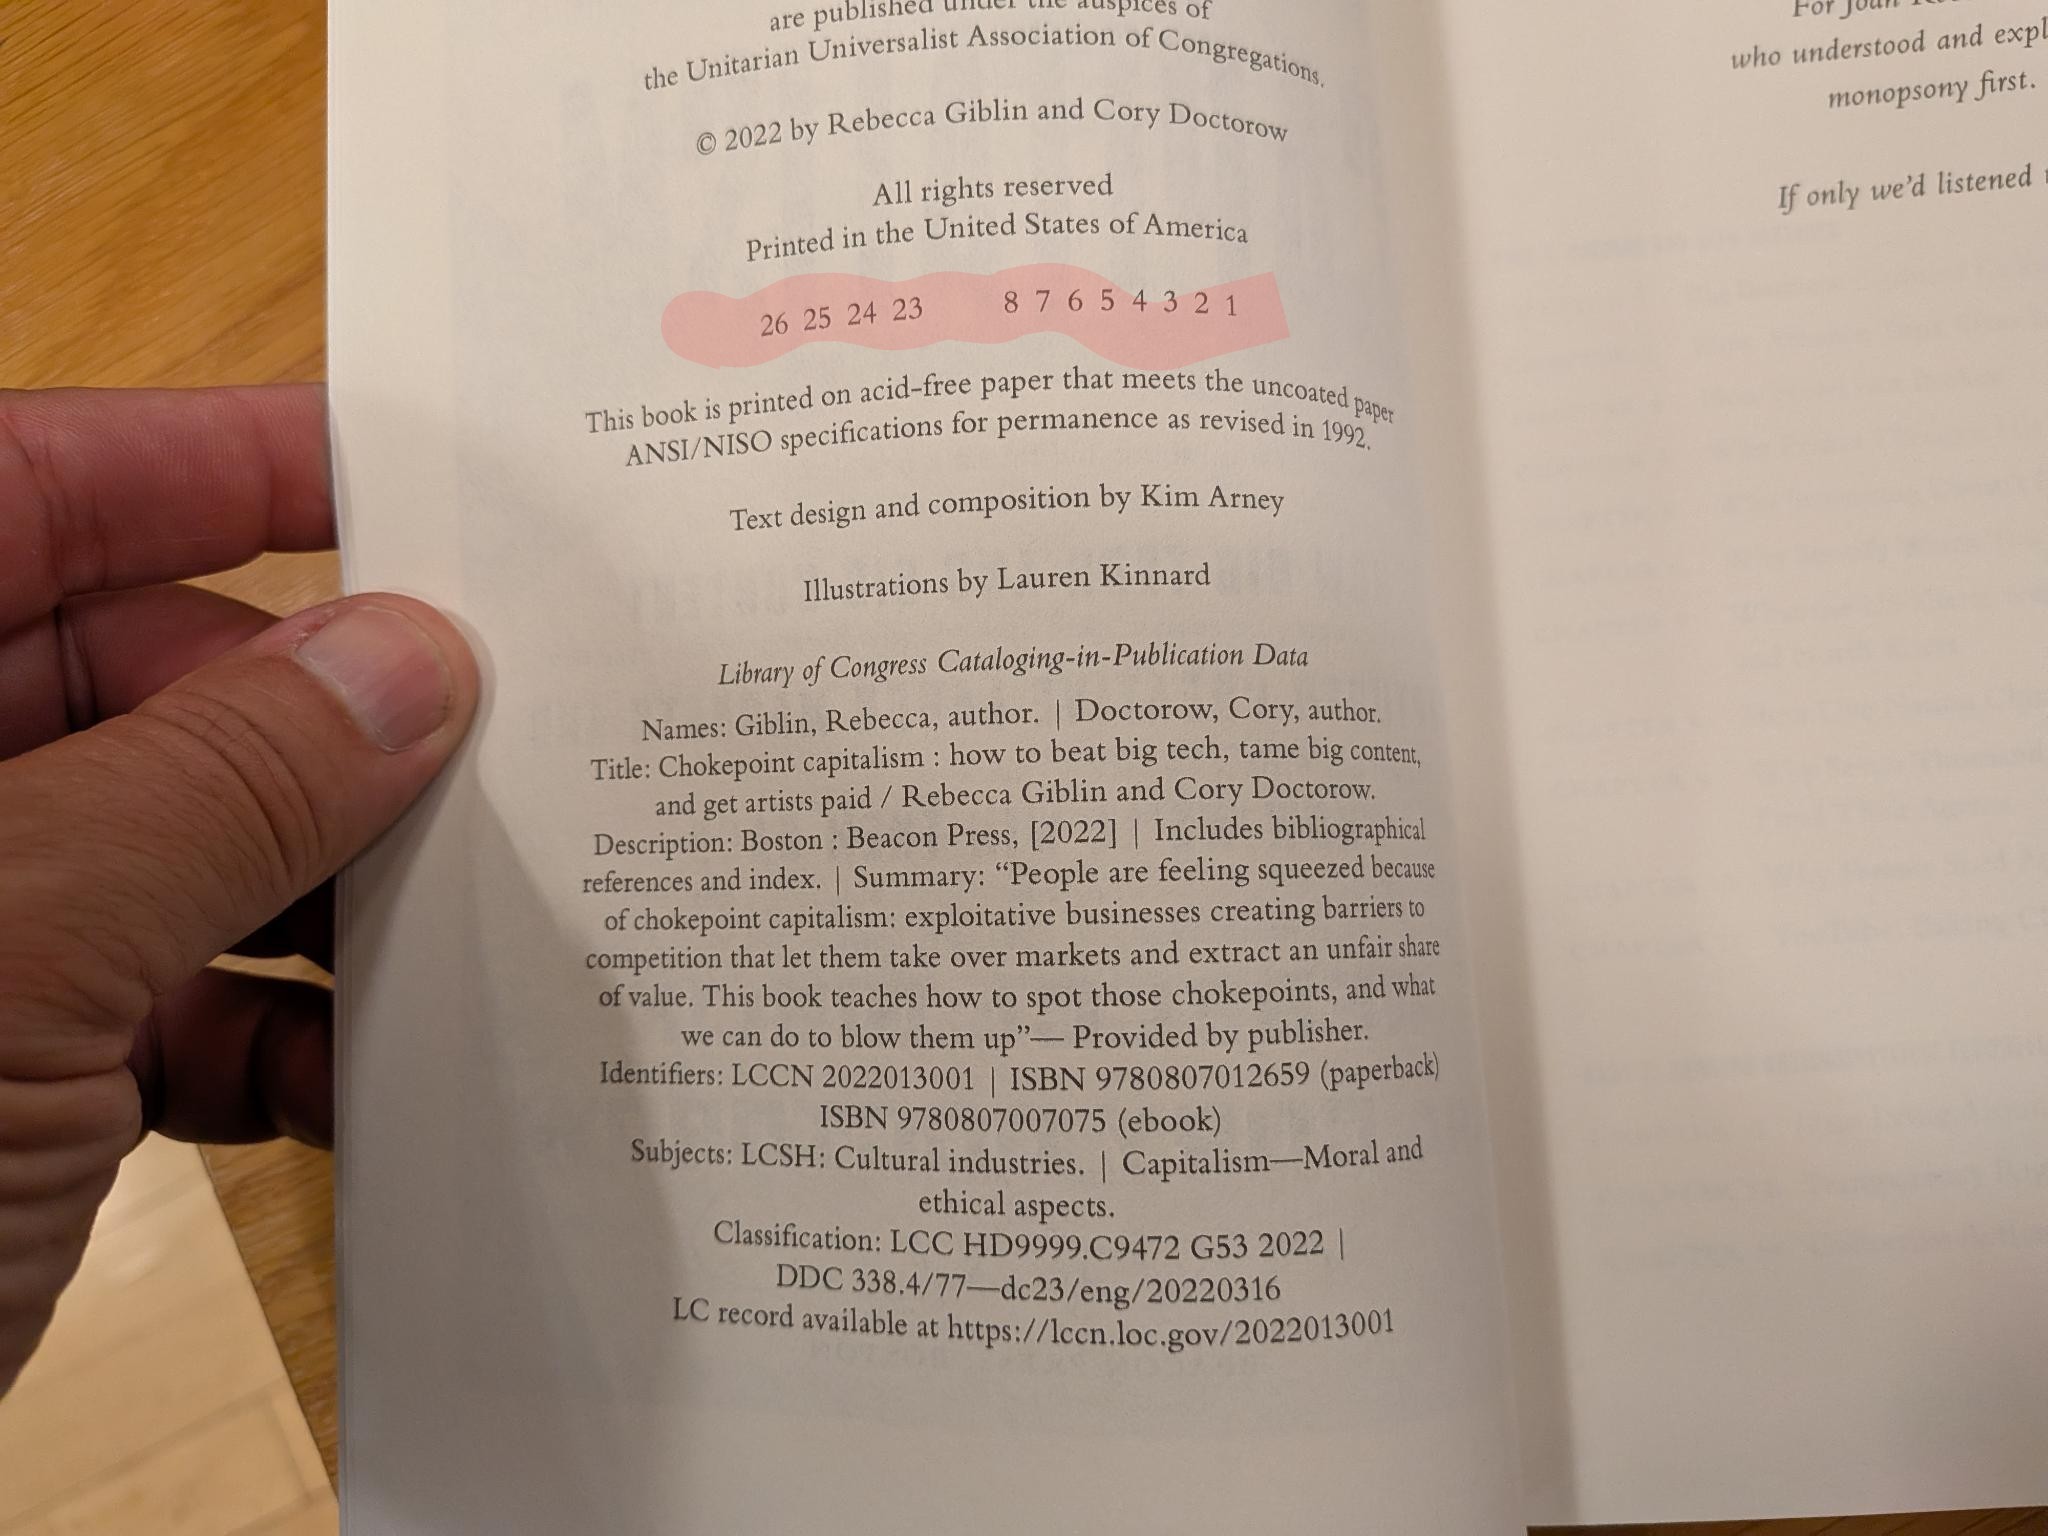 are published under the auspices of
the Unitarian Universalist Association of Congregations.
© 2022 by Rebecca Giblin and Cory Doctorow
All rights reserved
Printed in the United States of America
26 25 24 23 8 7 6 5 4 3 2 1
This book is printed on acid-free paper that meets the uncoated paper
ANSI/NISO specifications for permanence as revised in 1992.
Text design and composition by Kim Arney
Illustrations by Lauren Kinnard
Library of Congress Cataloging-in-Publication Data
Names: Giblin, Rebecca, author. | Doctorow, Cory, author.
Title: Chokepoint capitalism : how to beat big tech, tame big content,
and get artists paid / Rebecca Giblin and Cory Doctorow.
Description: Boston : Beacon Press, [2022] | Includes bibliographical
references and index. | Summary: “People are feeling squeezed because
of chokepoint capitalism: exploitative businesses creating barriers to
competition that let them take over markets and extract an unfair share
of value. This book teaches how to spot those chokepoints, and what
we can do to blow them up”— Provided by publisher.
Identifiers: LCCN 2022013001 | ISBN 9780807012659 (paperback)
ISBN 9780807007075 (ebook)
Subjects: LCSH: Cultural industries. | Capitalism—Moral and
ethical aspects.
Classification: LCC HD9999.C9472 G53 2022 |
DDC 338.4/77—dc23/eng/20220316
LC record available at https://lccn.loc.gov/2022013001
For Joan
who understood and
monopsony first.
If only we’d listened